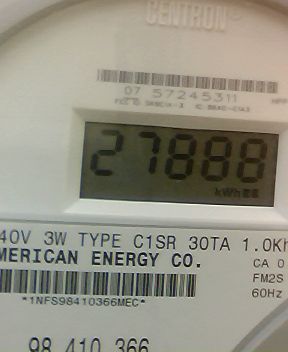 CENTRON®
07 57245311
27888
kWh
40V 3W TYPE C1SR 30TA 1.0Kh
MERICAN ENERGY CO.
CA 0
FM2S
*1NFS98410366MEC*
60Hz
98 410 366